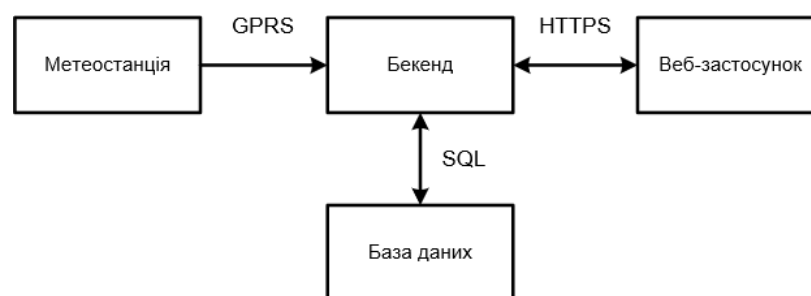 GPRS
HTTPS
Метеостанція
Бекенд
Веб-застосунок
SQL
База даних